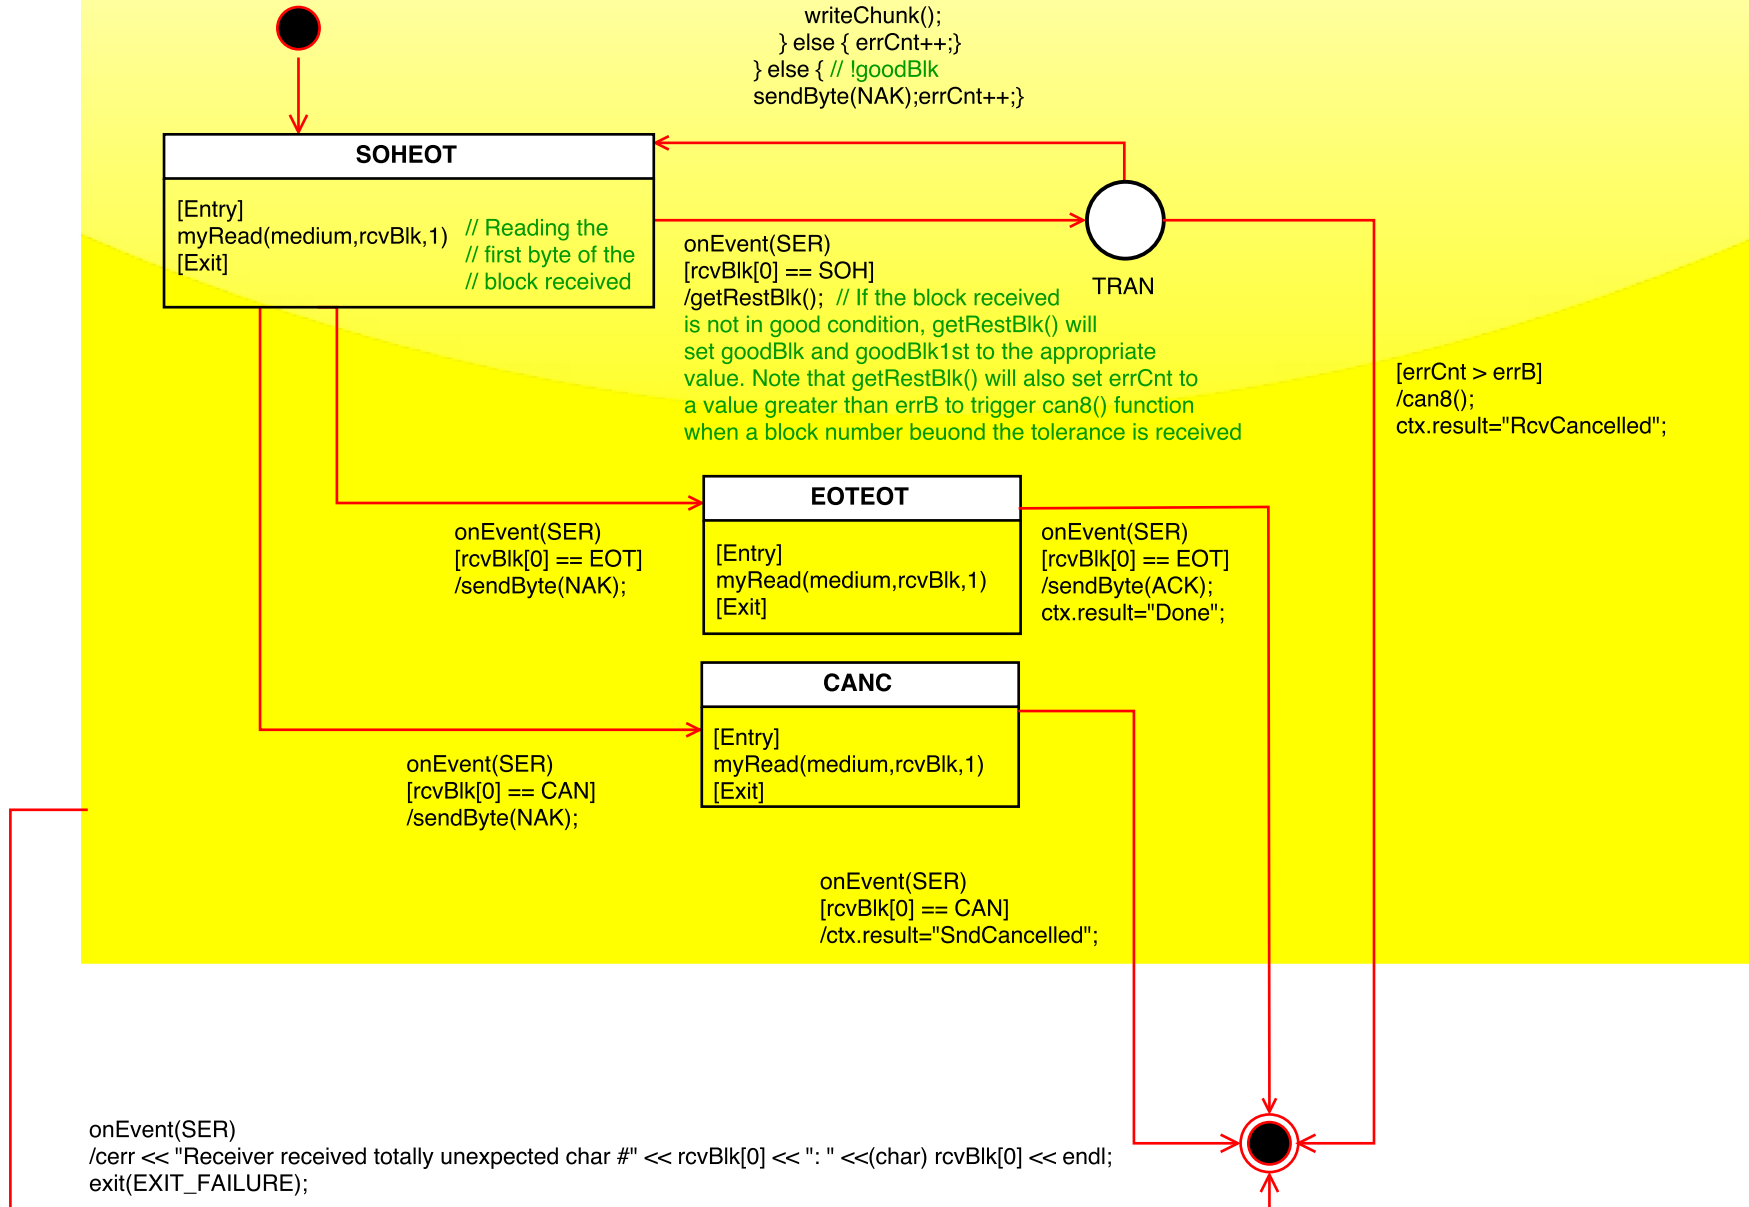 writeChunk();
} else { errCnt++;}
} else { // !goodBlk
sendByte(NAK);errCnt++;}
SOHEOT
[Entry]
myRead(medium,rcvBlk,1)
[Exit]
// Reading the
// first byte of the
// block received
onEvent(SER)
[rcvBlk[0] == SOH]
/getRestBlk();  // If the block received
is not in good condition, getRestBlk() will
set goodBlk and goodBlk1st to the appropriate
value. Note that getRestBlk() will also set errCnt to
a value greater than errB to trigger can8() function
when a block number beuond the tolerance is received
TRAN
[errCnt > errB]
/can8();
ctx.result="RcvCancelled";
onEvent(SER)
[rcvBlk[0] == EOT]
/sendByte(NAK);
EOTEOT
[Entry]
myRead(medium,rcvBlk,1)
[Exit]
onEvent(SER)
[rcvBlk[0] == EOT]
/sendByte(ACK);
ctx.result="Done";
CANC
[Entry]
myRead(medium,rcvBlk,1)
[Exit]
onEvent(SER)
[rcvBlk[0] == CAN]
/sendByte(NAK);
onEvent(SER)
[rcvBlk[0] == CAN]
/ctx.result="SndCancelled";
onEvent(SER)
/cerr << "Receiver received totally unexpected char #" << rcvBlk[0] << ": " <<(char) rcvBlk[0] << endl;
exit(EXIT_FAILURE);